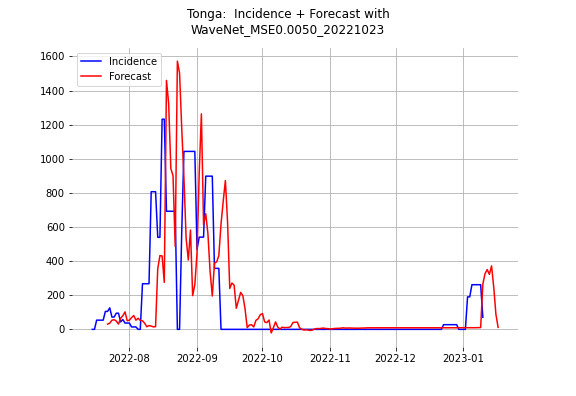 Tonga:  Incidence + Forecast with
WaveNet_MSE0.0050_20221023
Incidence
Forecast
1600
1400
1200
1000
800
600
400
200
0
2022-08 2022-09 2022-10 2022-11 2022-12 2023-01